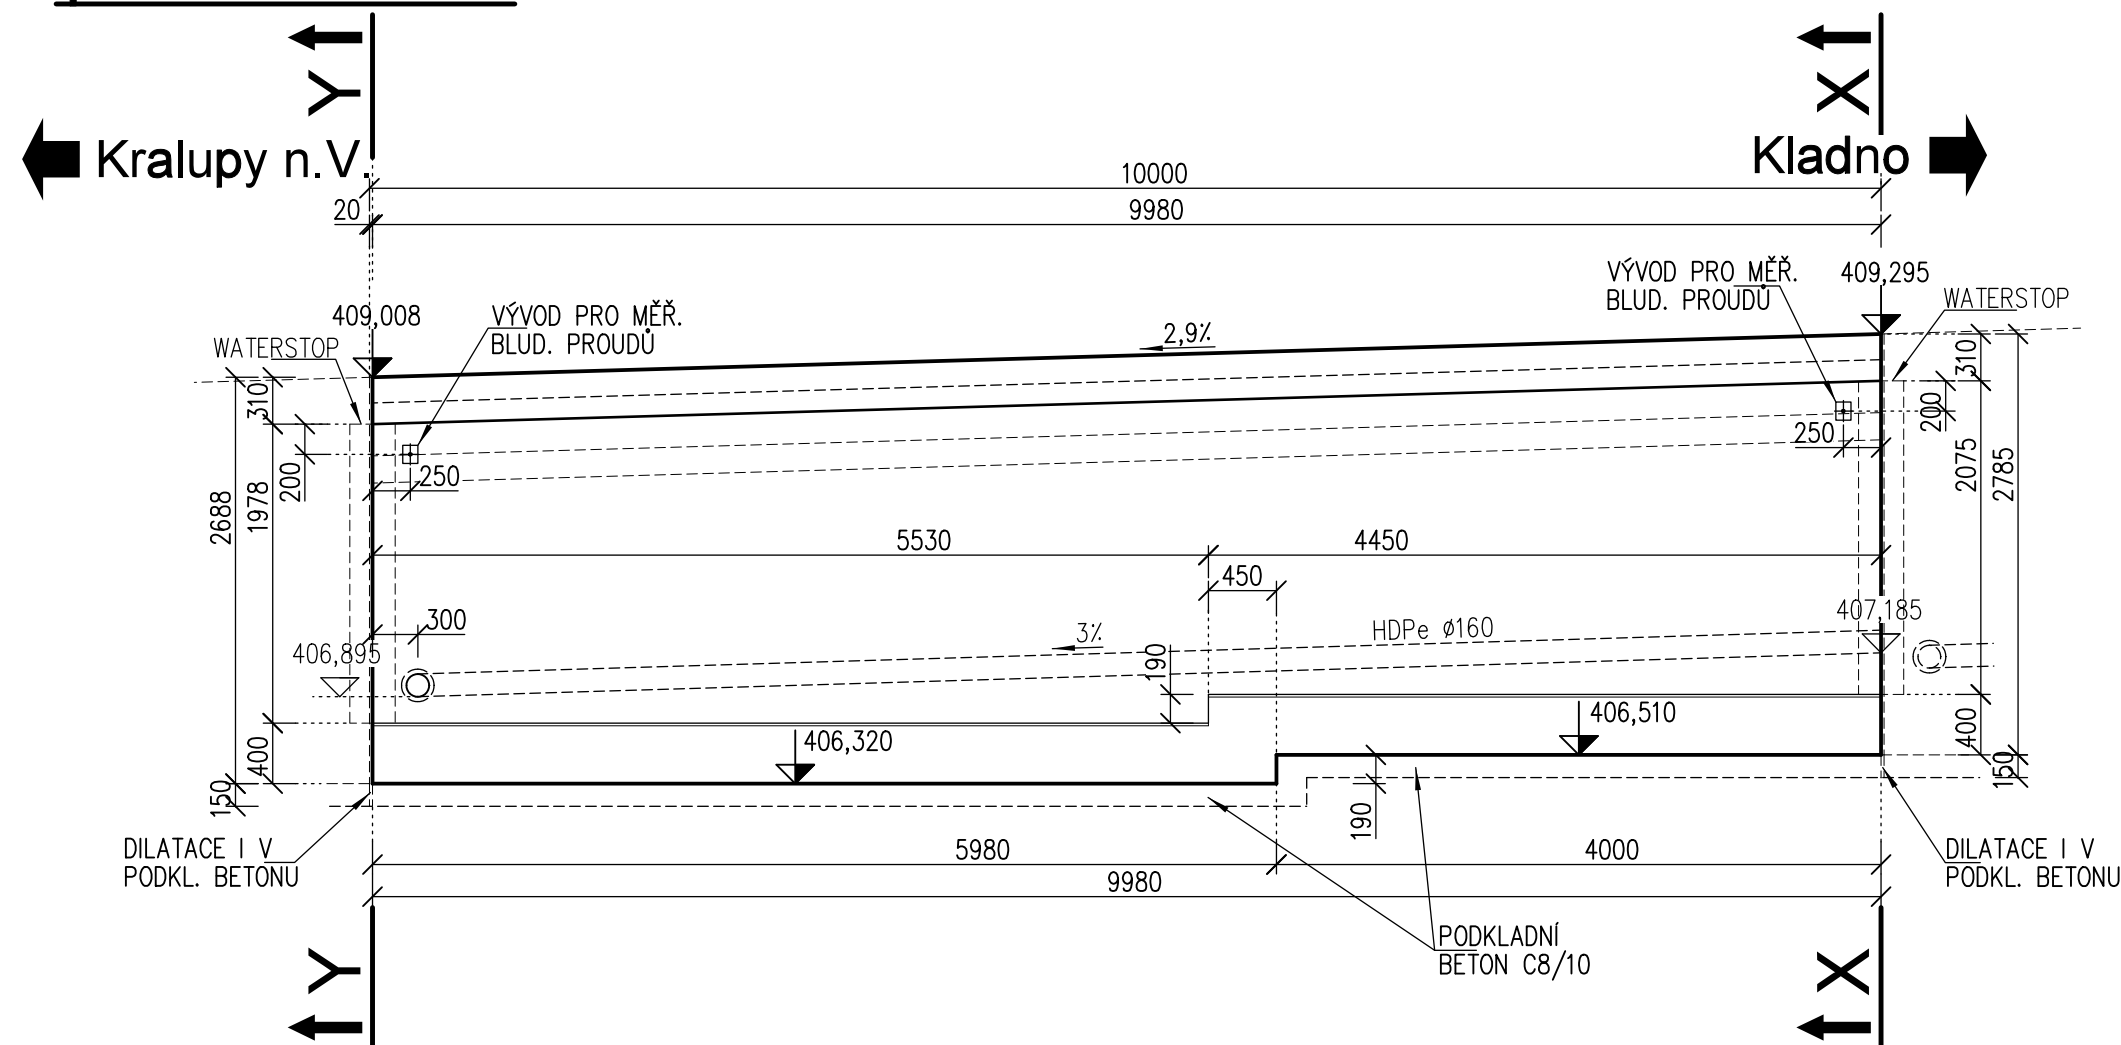 Y
X
Kralupy n.V.
Kladno
10000
20
9980
VÝVOD PRO MĚŘ.
BLUD. PROUDŮ
409,295
WATERSTOP
409,008
VÝVOD PRO MĚŘ.
BLUD. PROUDŮ
WATERSTOP
2,9%
310
310
200
200
250
250
2688
1978
2075
2785
5530
4450
450
300
406,895
3%
HDPe Ø160
407,185
190
406,320
406,510
400
400
150
150
190
DILATACE I V
PODKL. BETONU
5980
4000
DILATACE I V
PODKL. BETONU
9980
PODKLADNÍ
BETON C8/10
Y
X